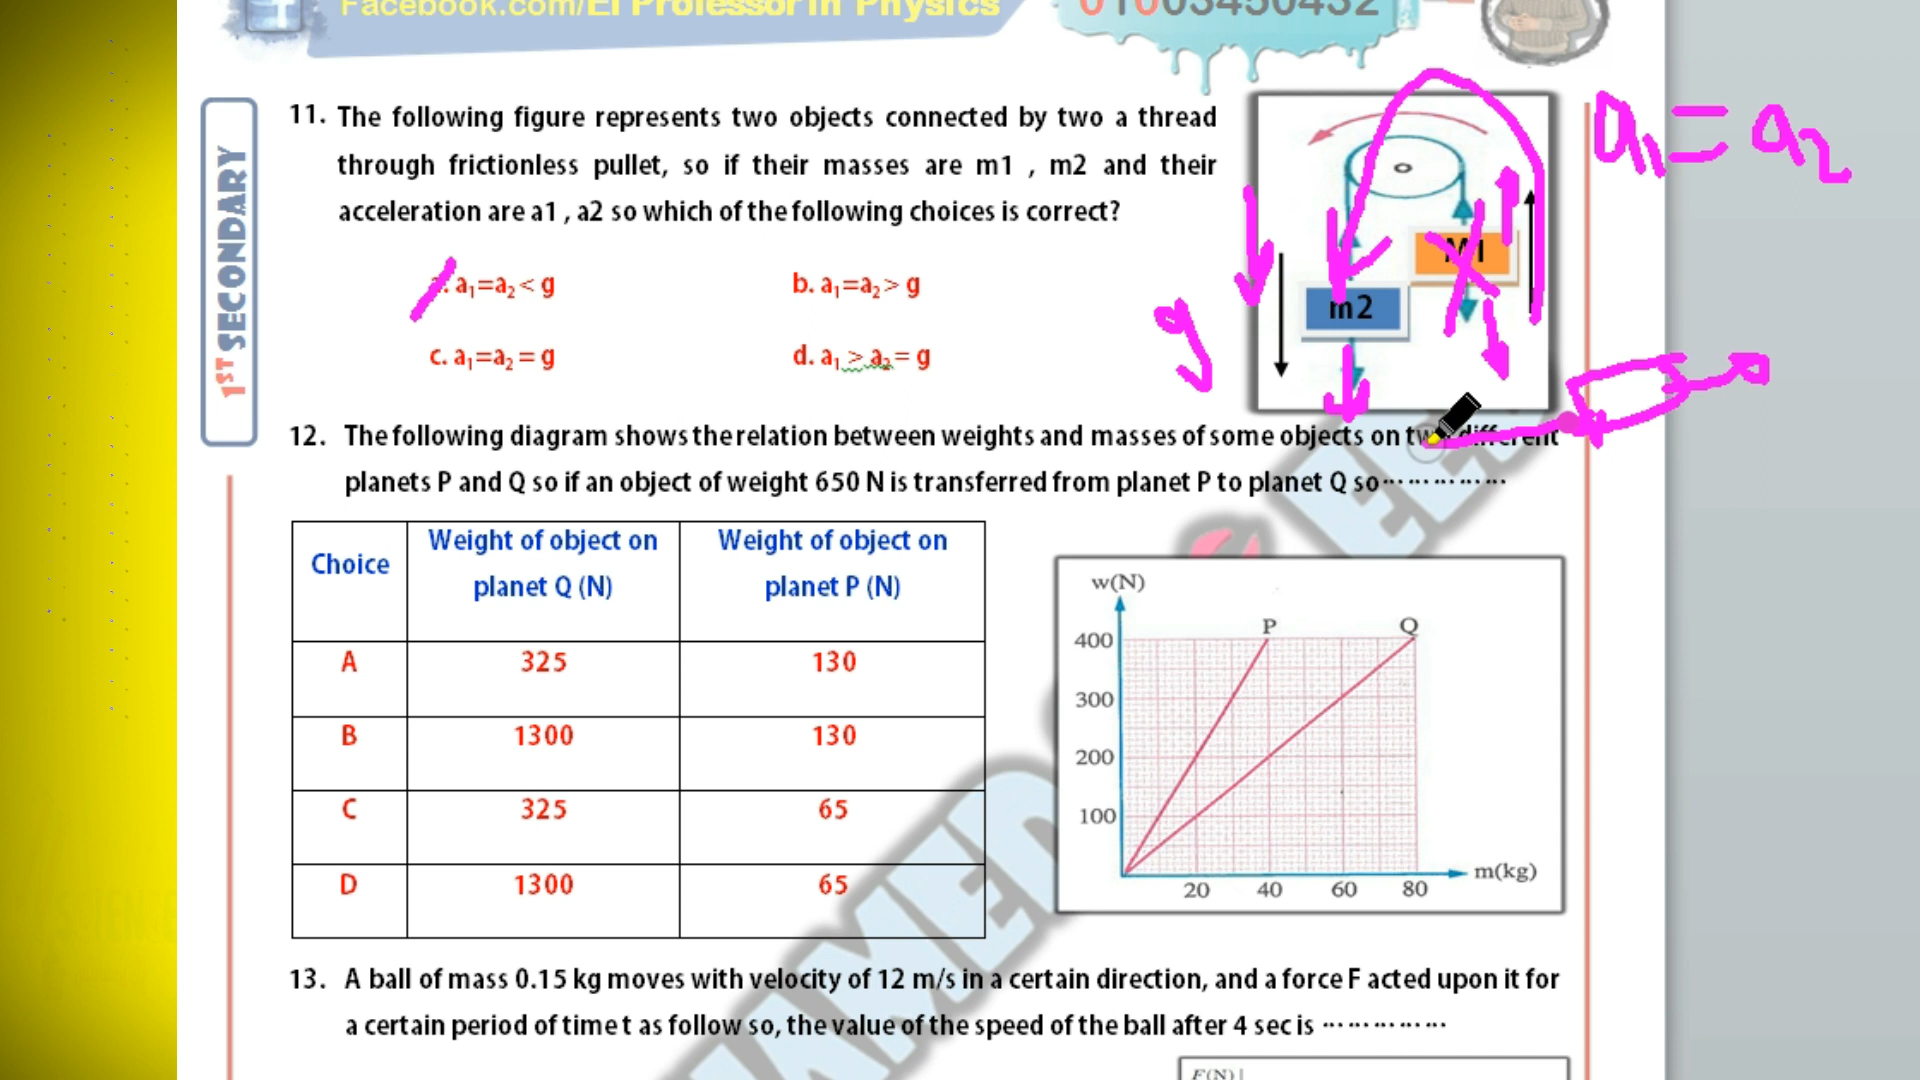 Facebook.com/El Professor in Physics
01003450432
1ST SECONDARY
11. The following figure represents two objects connected by two a thread
through frictionless pullet, so if their masses are m1 , m2 and their
acceleration are a1 , a2 so which of the following choices is correct?
a1 = a2
a1=a2 < g
b. a1=a2 > g
c. a1=a2 = g
d. a1 > a2 = g
m2
g
12. The following diagram shows the relation between weights and masses of some objects on different
planets P and Q so if an object of weight 650 N is transferred from planet P to planet Q so ..............
Choice
Weight of object on
planet Q (N)
Weight of object on
planet P (N)
A 325 130
B 1300 130
C 325 65
D 1300 65
w(N)
P Q
400
300
200
100
20 40 60 80
m(kg)
13. A ball of mass 0.15 kg moves with velocity of 12 m/s in a certain direction, and a force F acted upon it for
a certain period of time t as follow so, the value of the speed of the ball after 4 sec is ..............
F(N)